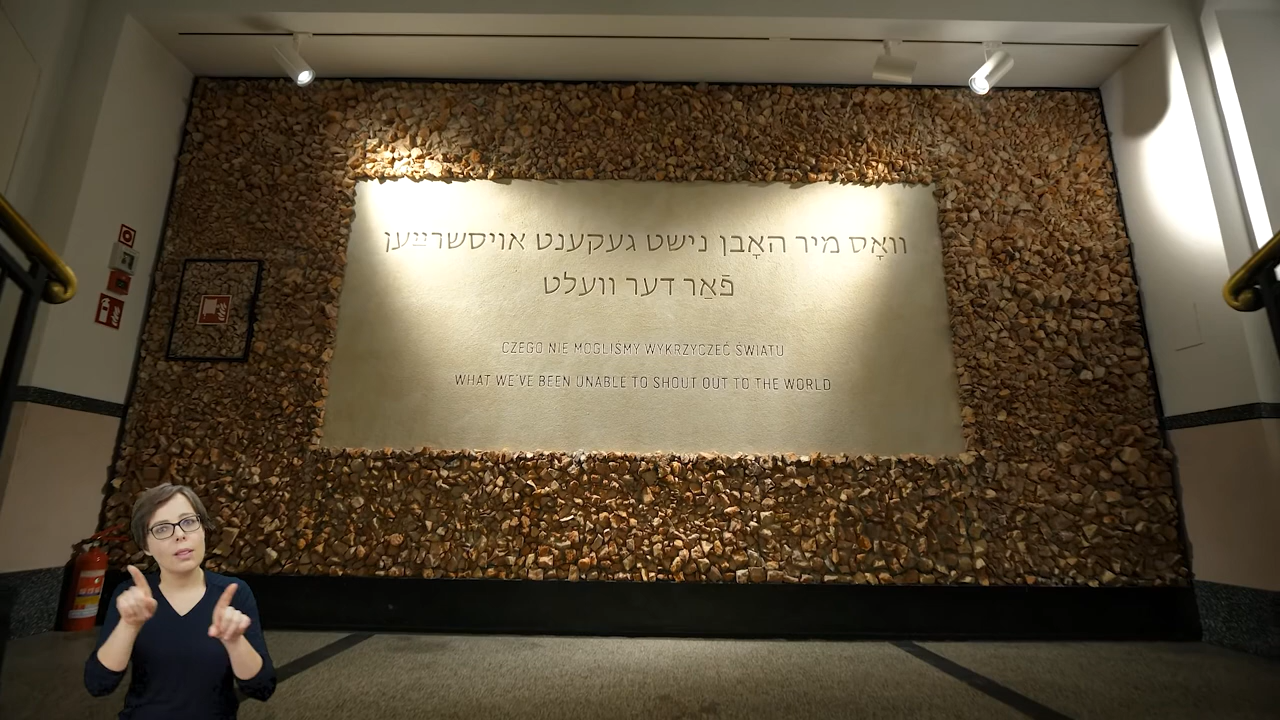 וואָס מיר האָבן נישט געקענט אויסשרײַען
פֿאַר דער וועלט
CZEGO NIE MOGLIŚMY WYKRZYCZEĆ ŚWIATU
WHAT WE'VE BEEN UNABLE TO SHOUT OUT TO THE WORLD